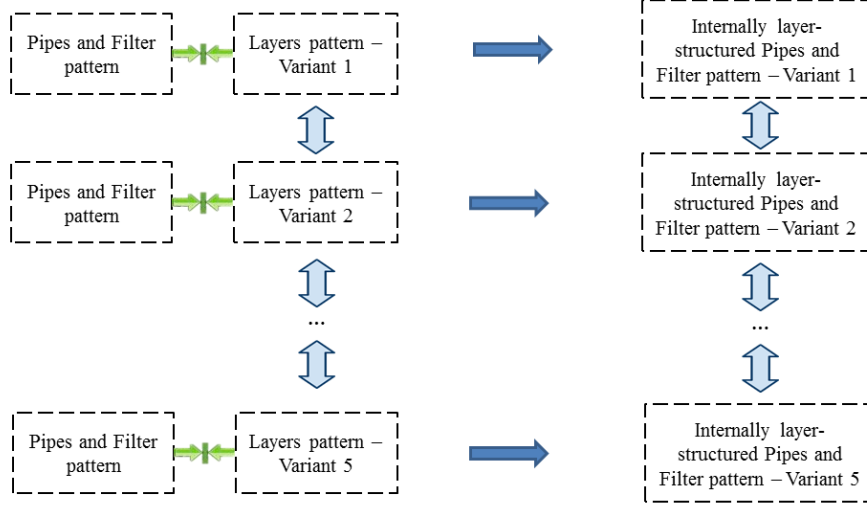 Pipes and Filter
pattern
Layers pattern –
Variant 1
Internally layer-
structured Pipes and
Filter pattern – Variant 1
Pipes and Filter
pattern
Layers pattern –
Variant 2
Internally layer-
structured Pipes and
Filter pattern – Variant 2
...
...
Pipes and Filter
pattern
Layers pattern –
Variant 5
Internally layer-
structured Pipes and
Filter pattern – Variant 5